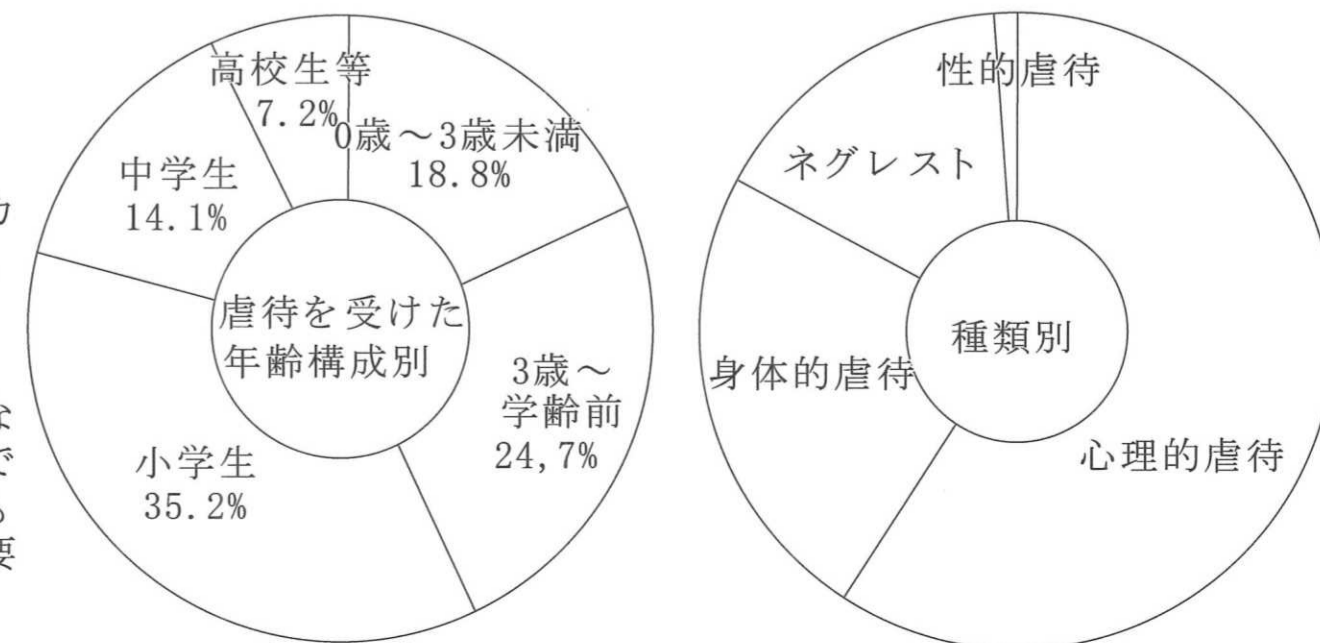 高校生等
7.2%
0歳～3歳未満
18.8%
中学生
14.1%
虐待を受けた
年齢構成別
3歳～
学齢前
24,7%
小学生
35.2%
性的虐待
ネグレスト
身体的虐待
種類別
心理的虐待
な
で
要